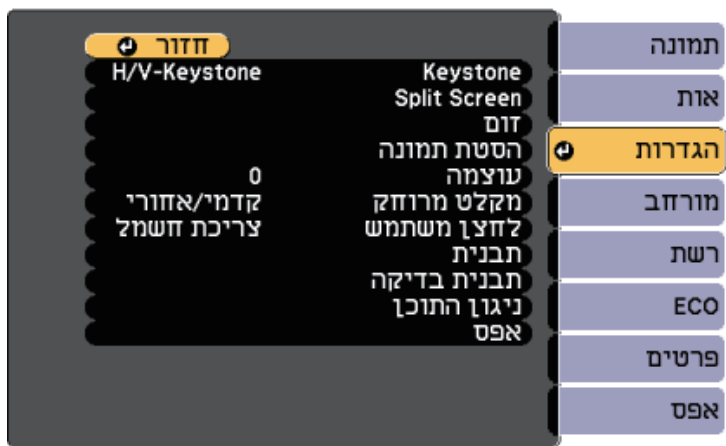 חזור
Keystone H/V-Keystone
Split Screen
זום
הסטת תמונה
עוצמה 0
מקלט מרוחק קדמי/אחורי
לחצן משתמש צריכת חשמל
תבנית
תבנית בדיקה
ניגון התוכן
אפס
תמונה
אות
הגדרות
מורחב
רשת
ECO
פרטים
אפס